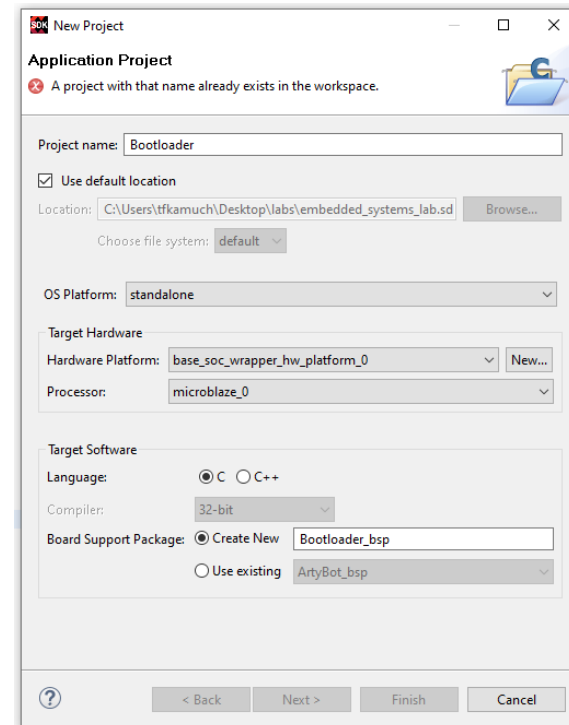 SDK New Project
Application Project
A project with that name already exists in the workspace.
Project name: Bootloader
Use default location
Location: C:\Users\tfkamuch\Desktop\labs\embedded_systems_lab.sd Browse...
Choose file system: default
OS Platform: standalone
Target Hardware
Hardware Platform: base_soc_wrapper_hw_platform_0 New...
Processor: microblaze_0
Target Software
Language: C C++
Compiler: 32-bit
Board Support Package: Create New Bootloader_bsp
Use existing ArtyBot_bsp
? < Back Next > Finish Cancel